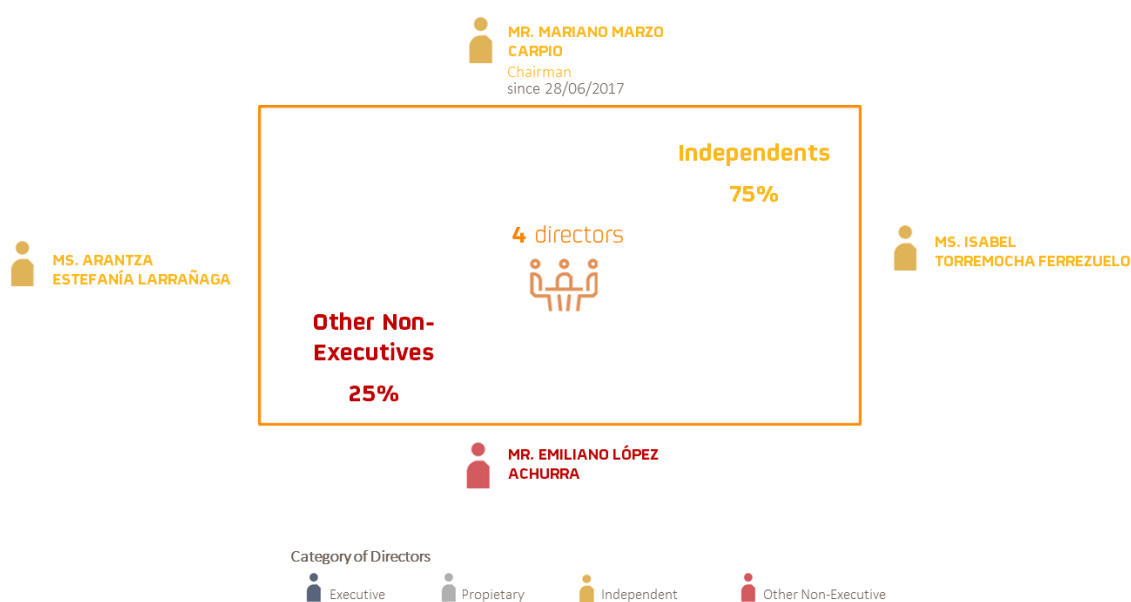 MR. MARIANO MARZO
CARPIO
Chairman
since 28/06/2017
Independents
75%
4 directors
MS. ARANTZA
ESTEFANÍA LARRAÑAGA
MS. ISABEL
TORREMOCHA FERREZUELO
Other Non-
Executives
25%
MR. EMILIANO LÓPEZ
ACHURRA
Category of Directors
Executive
Propietary
Independent
Other Non-Executive